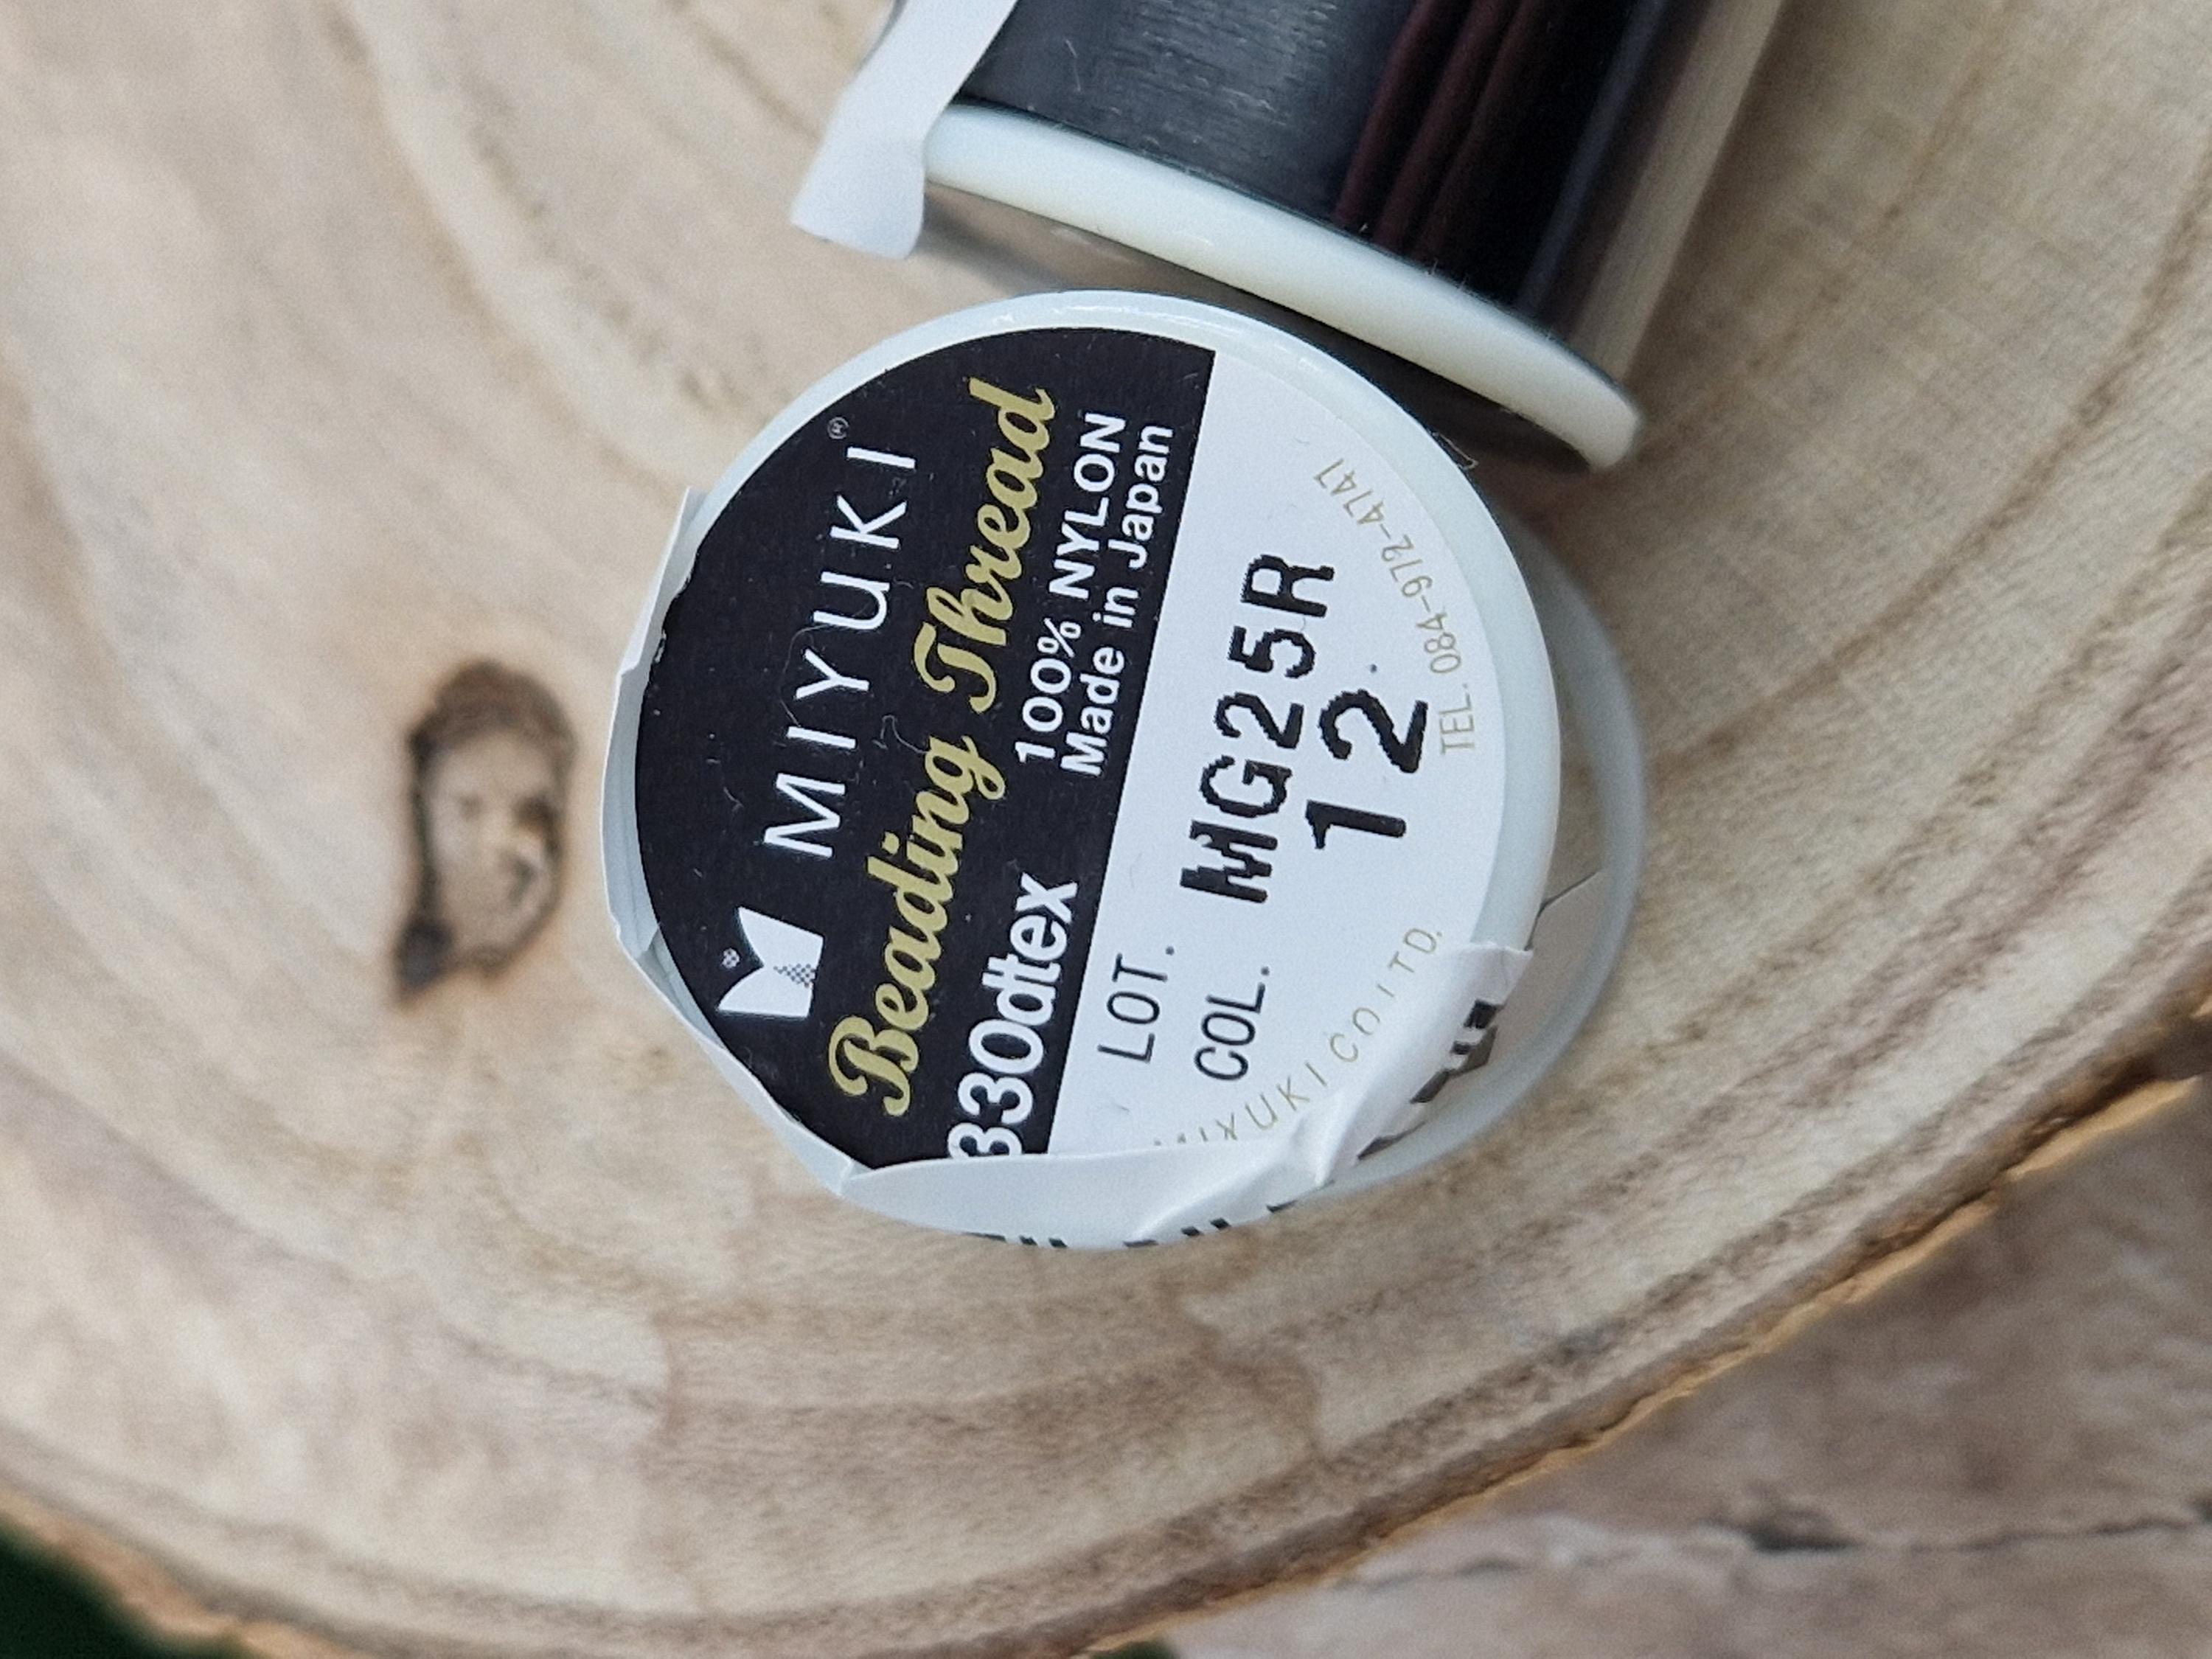 MIYUKI ®
Beading Thread
330dtex 100% NYLON
Made in Japan
LOT. MG25R
COL. 12
MIYUKI CO LTD.
TEL. 084-972-4747